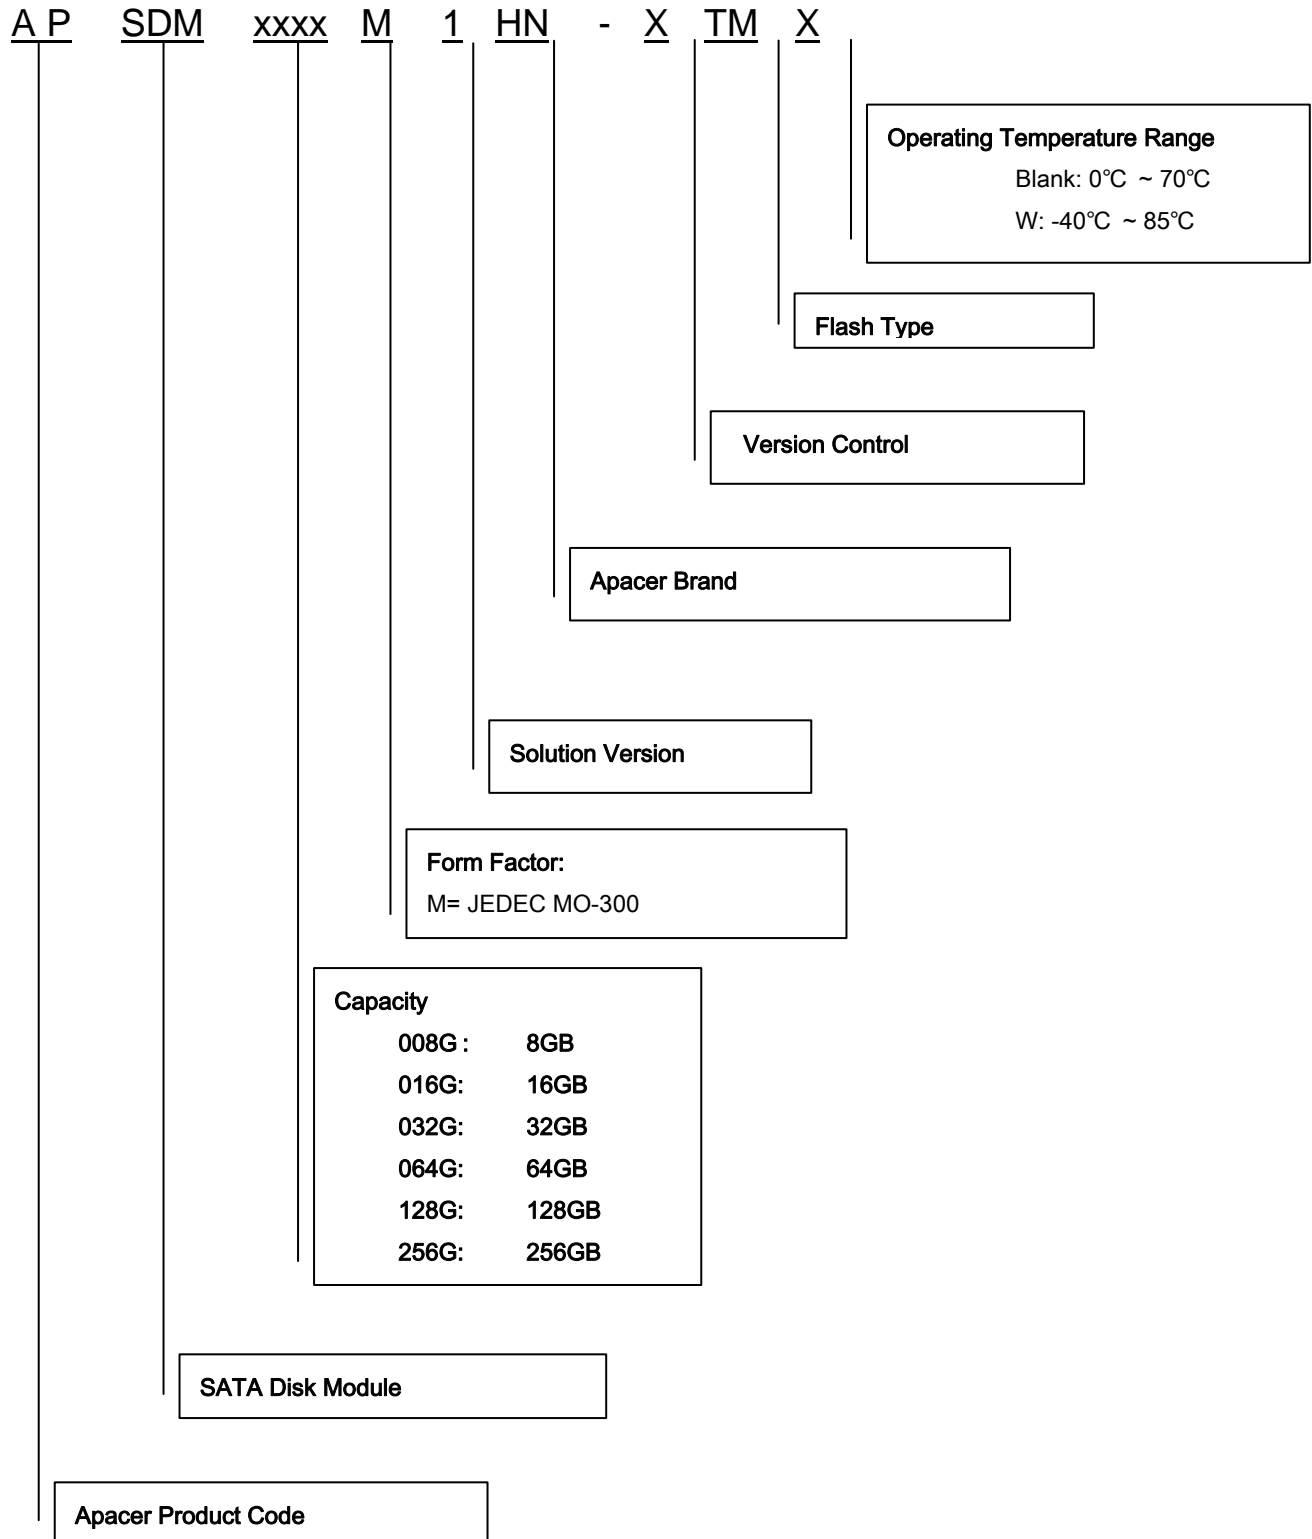 A P SDM xxxx M 1 HN - X TM X
Operating Temperature Range
Blank: 0℃ ~ 70℃
W: -40℃ ~ 85℃
Flash Type
Version Control
Apacer Brand
Solution Version
Form Factor:
M= JEDEC MO-300
Capacity
008G : 8GB
016G: 16GB
032G: 32GB
064G: 64GB
128G: 128GB
256G: 256GB
SATA Disk Module
Apacer Product Code